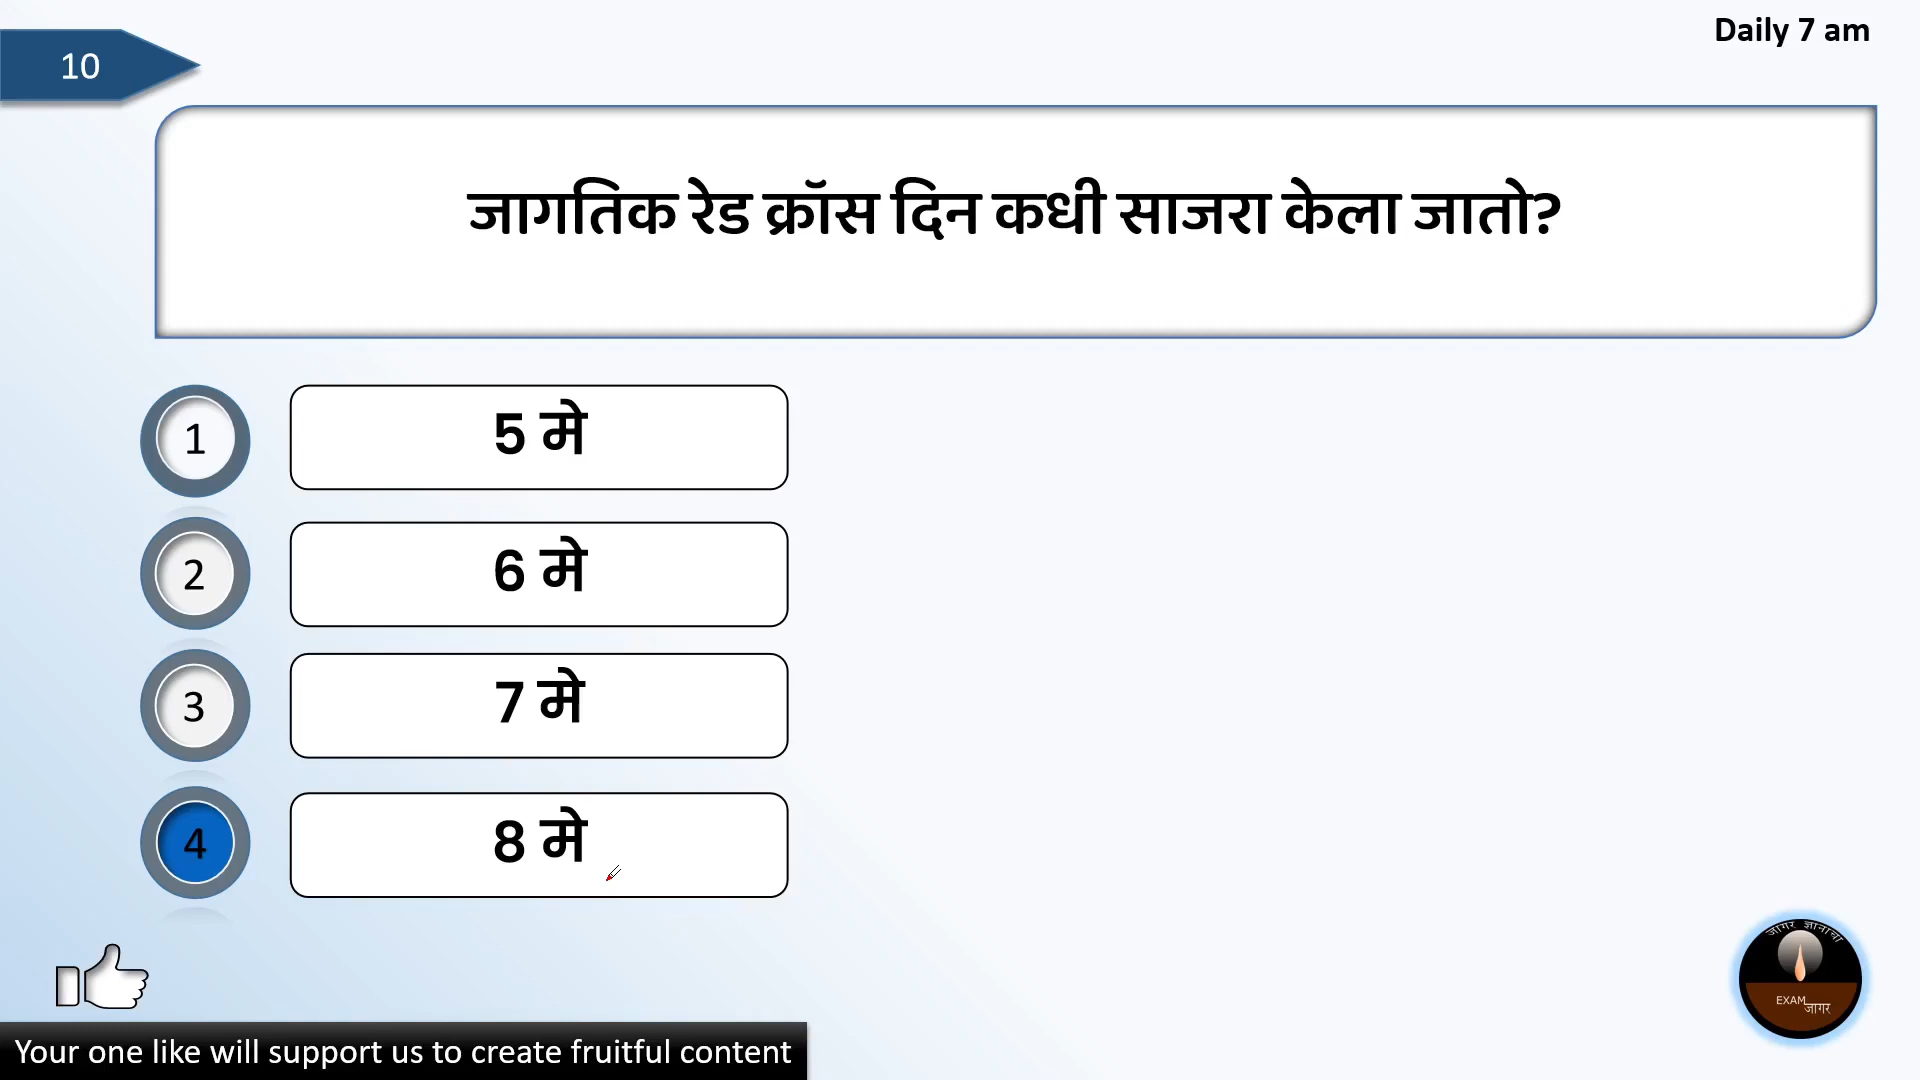 Daily 7 am
10
जागतिक रेड क्रॉस दिन कधी साजरा केला जातो?
1
5 मे
2
6 मे
3
7 मे
4
8 मे
जागर ज्ञानाचा
EXAM
जागर
Your one like will support us to create fruitful content